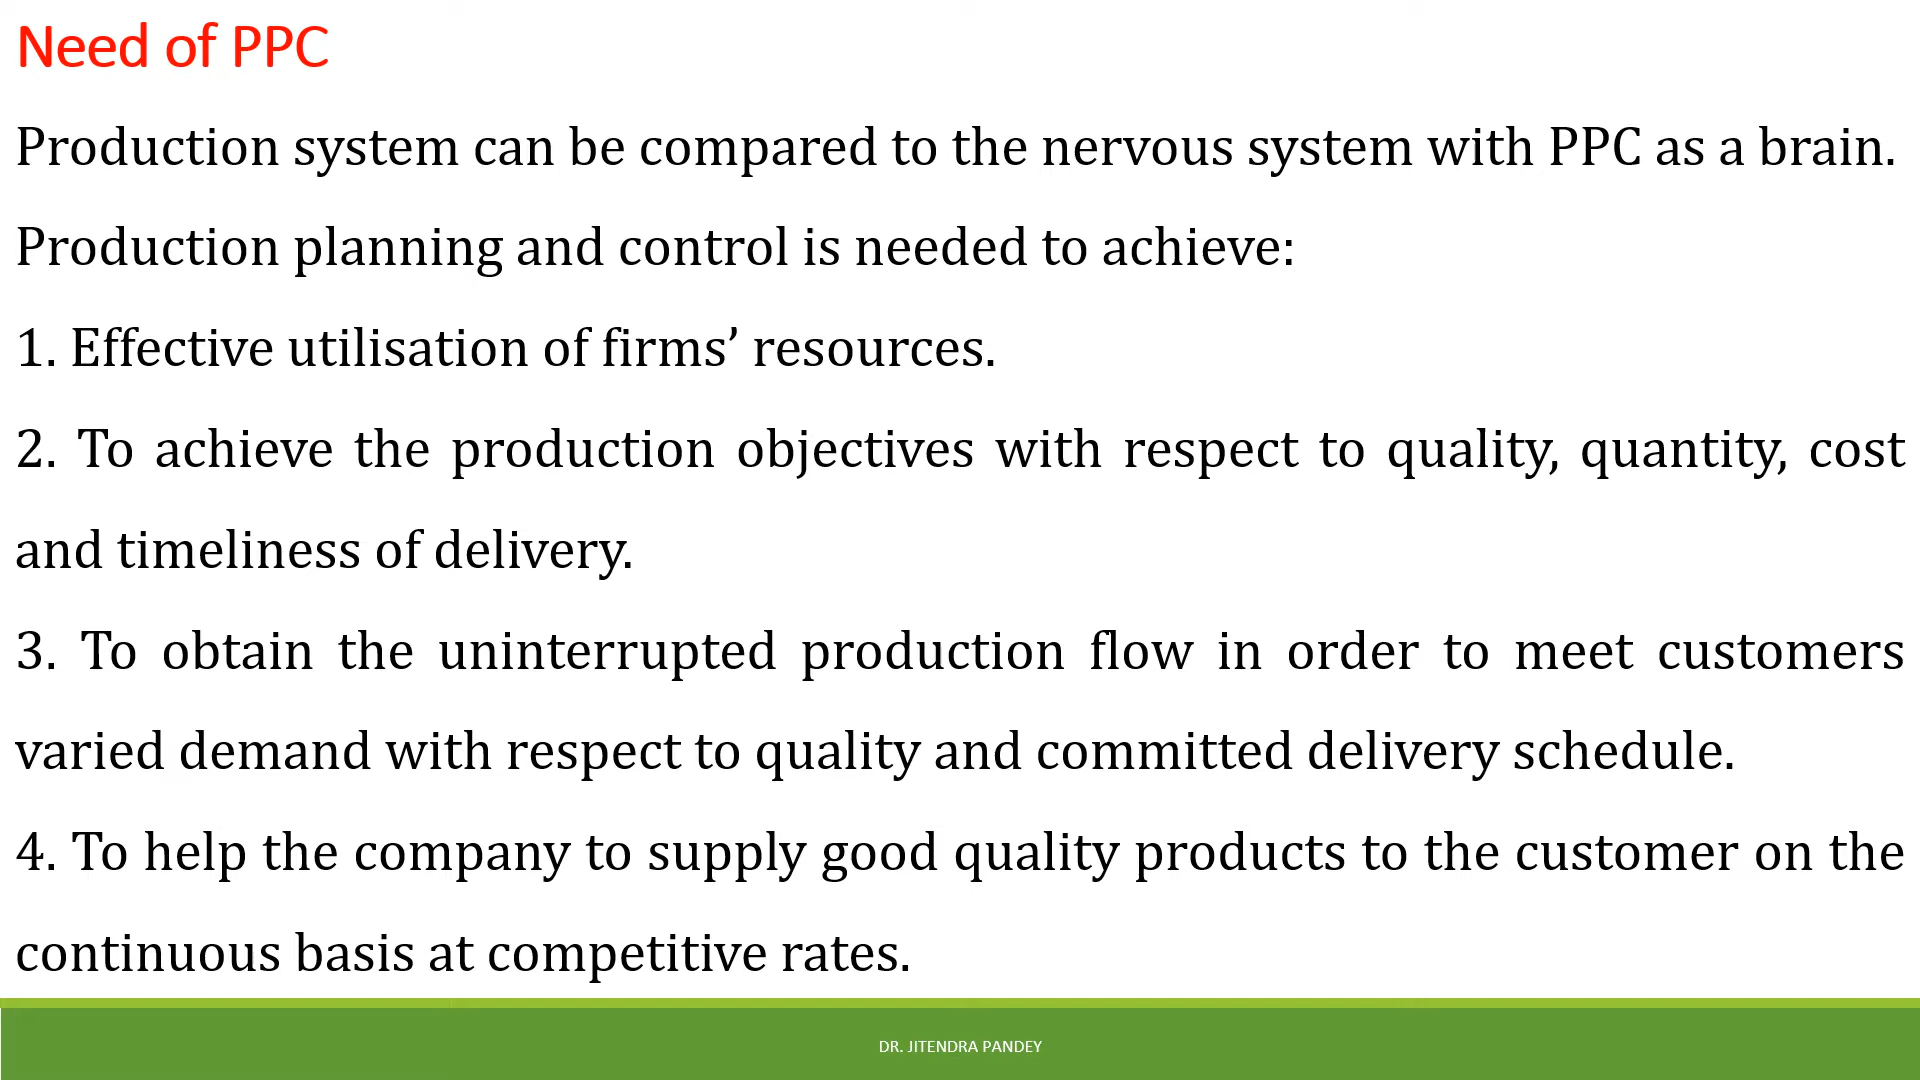 Need of PPC
Production system can be compared to the nervous system with PPC as a brain.
Production planning and control is needed to achieve:
1. Effective utilisation of firms’ resources.
2. To achieve the production objectives with respect to quality, quantity, cost
and timeliness of delivery.
3. To obtain the uninterrupted production flow in order to meet customers
varied demand with respect to quality and committed delivery schedule.
4. To help the company to supply good quality products to the customer on the
continuous basis at competitive rates.
DR. JITENDRA PANDEY